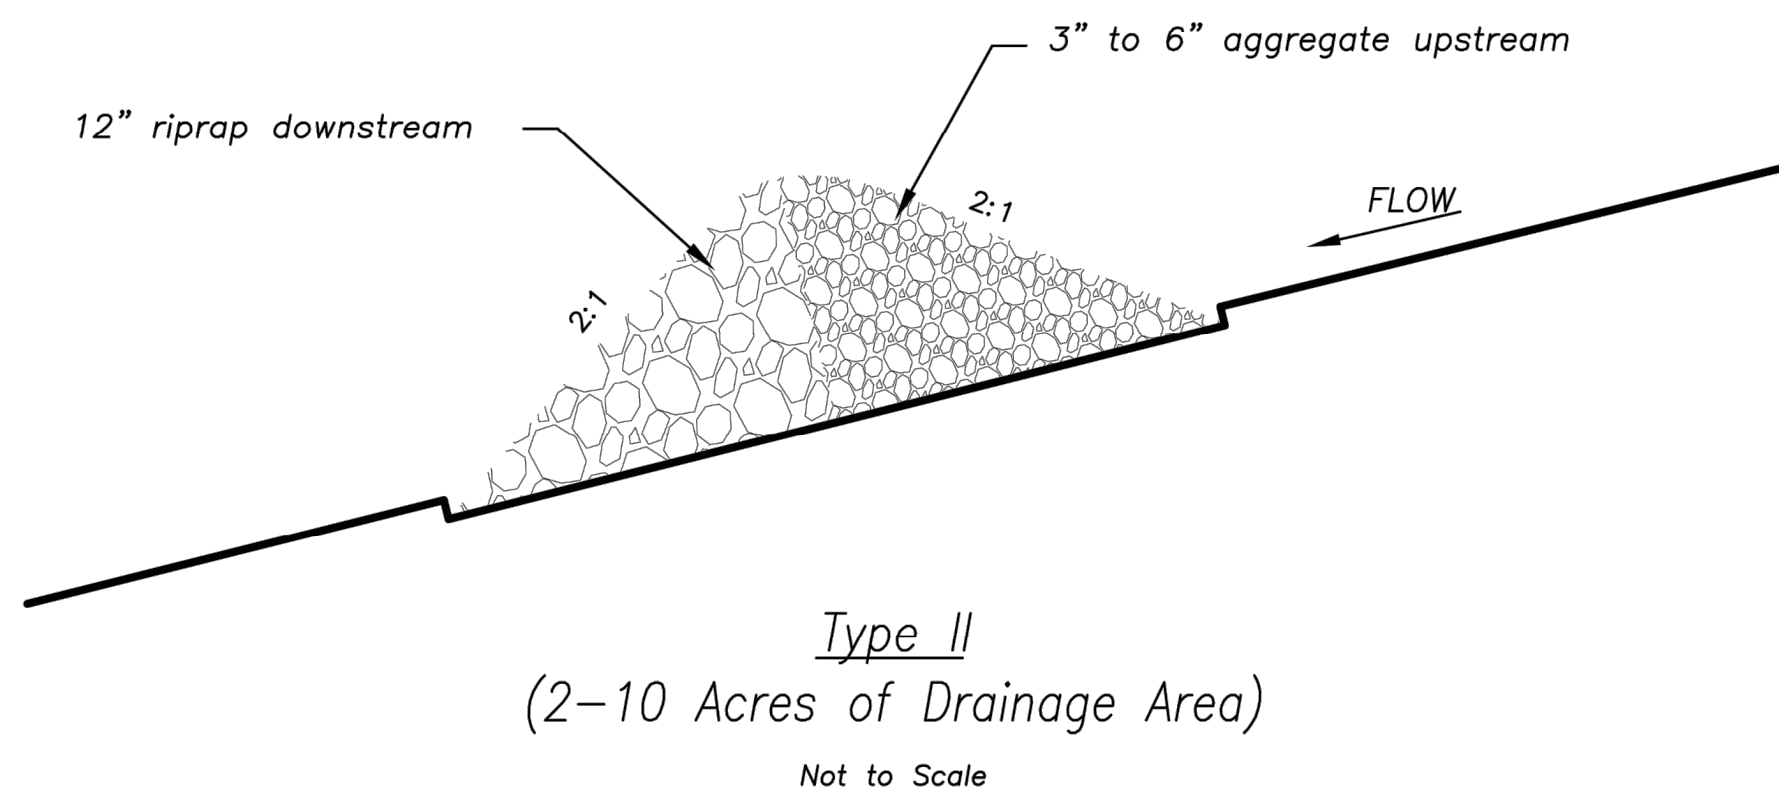 3” to 6” aggregate upstream
12” riprap downstream
2:1
FLOW
2:1
Type II
(2-10 Acres of Drainage Area)
Not to Scale